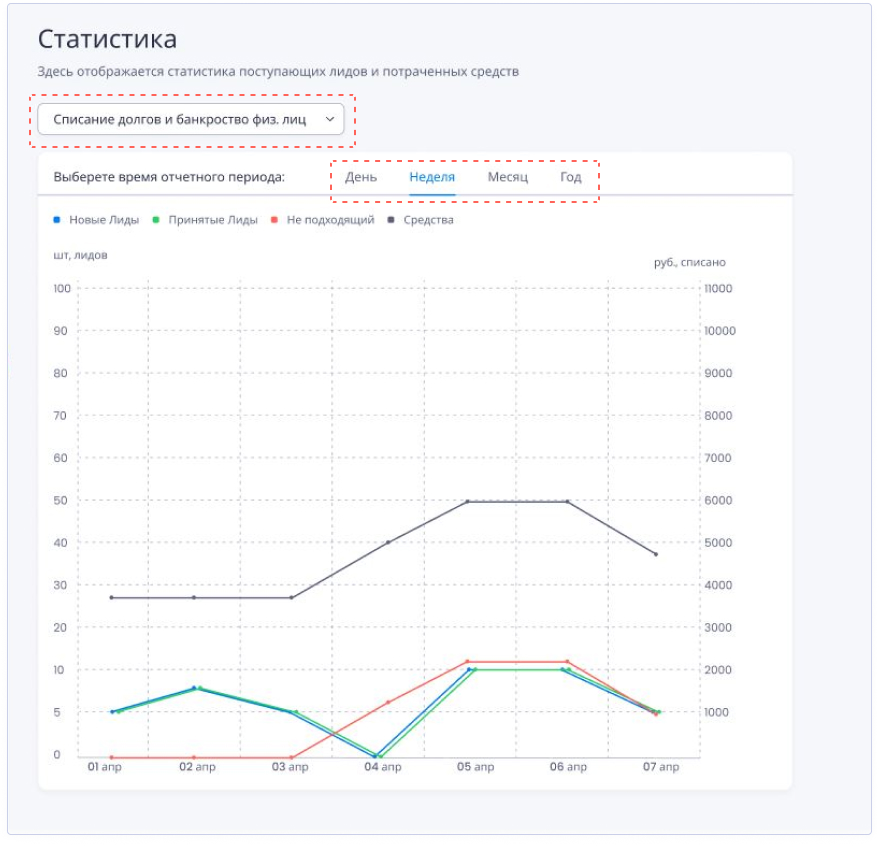 Статистика
Здесь отображается статистика поступающих лидов и потраченных средств
Списание долгов и банкроство физ. лиц
Выберете время отчетного периода: День Неделя Месяц Год
Новые Лиды Принятые Лиды Не подходящий Средства
шт, лидов
руб., списано
100 11000
90 10000
80 9000
70 8000
60 7000
50 6000
40 5000
30 4000
20 3000
10 2000
5 1000
0
01 апр 02 апр 03 апр 04 апр 05 апр 06 апр 07 апр